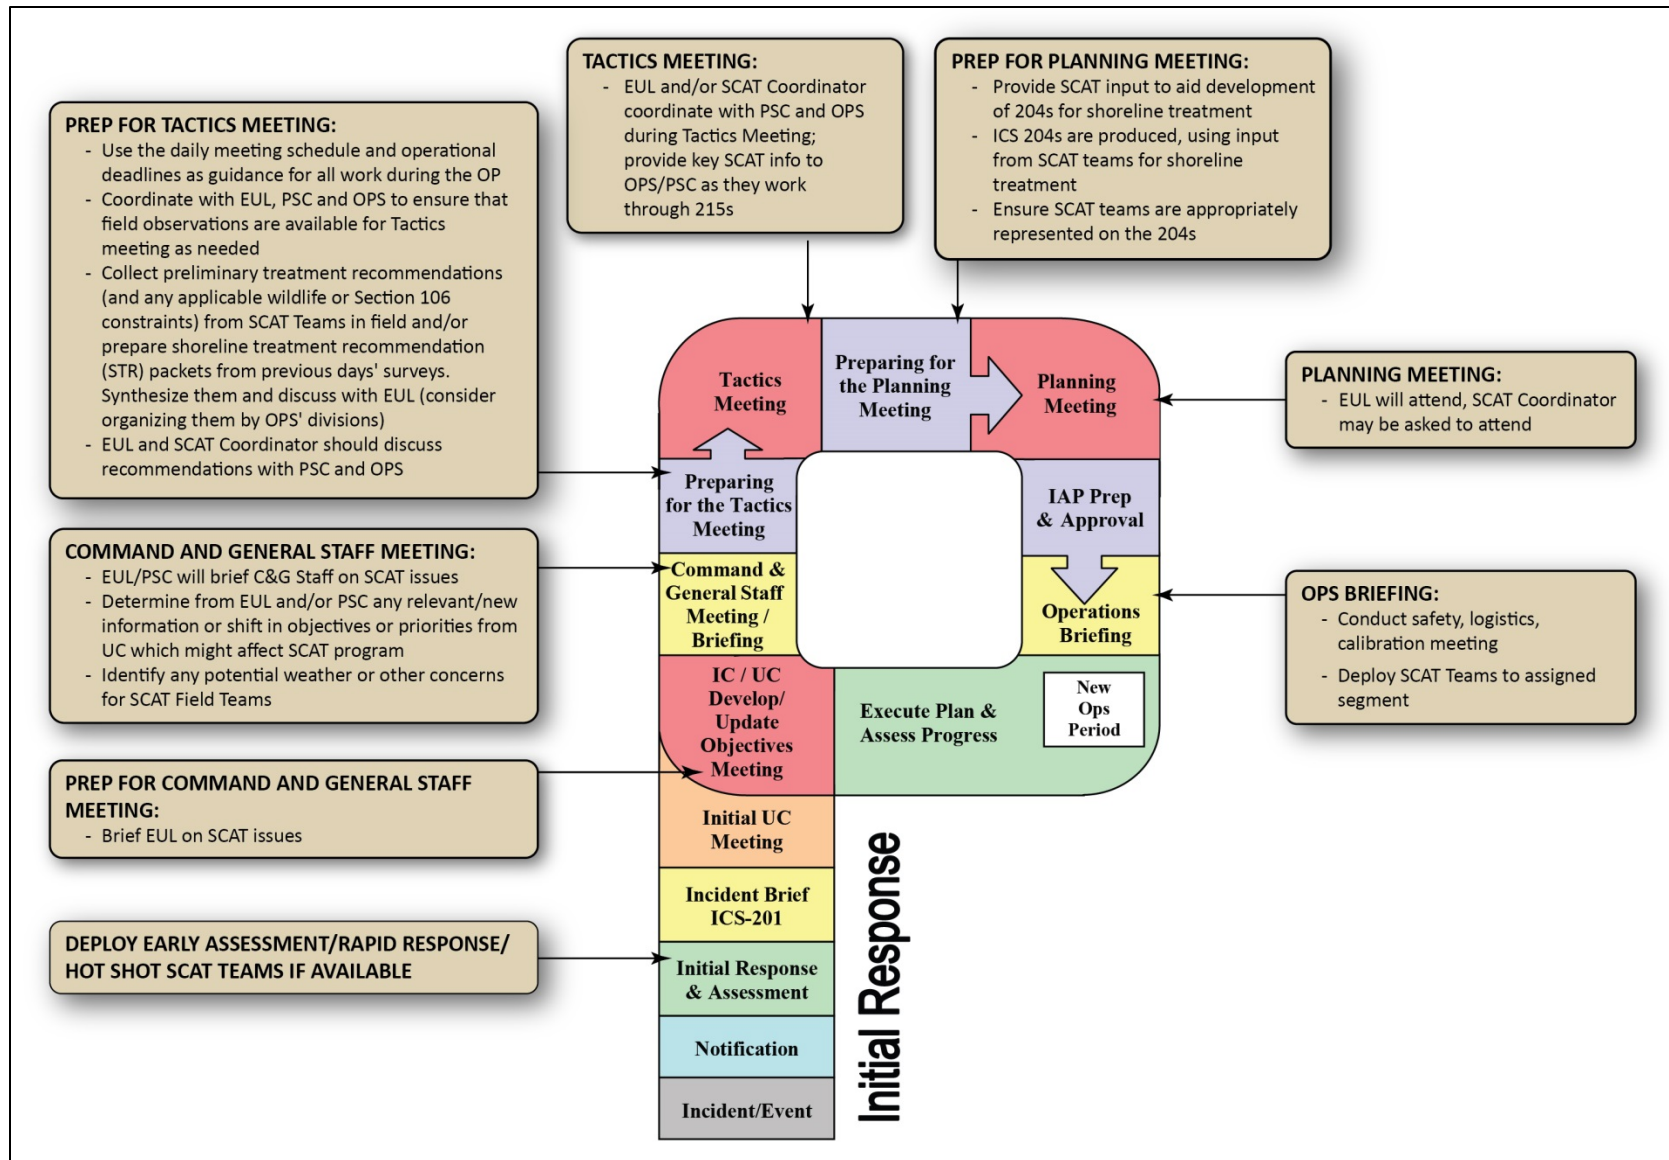 TACTICS MEETING:
- EUL and/or SCAT Coordinator
coordinate with PSC and OPS
during Tactics Meeting;
provide key SCAT info to
OPS/PSC as they work
through 215s
PREP FOR PLANNING MEETING:
- Provide SCAT input to aid development
of 204s for shoreline treatment
- ICS 204s are produced, using input
from SCAT teams for shoreline
treatment
- Ensure SCAT teams are appropriately
represented on the 204s
PREP FOR TACTICS MEETING:
- Use the daily meeting schedule and operational
deadlines as guidance for all work during the OP
- Coordinate with EUL, PSC and OPS to ensure that
field observations are available for Tactics
meeting as needed
- Collect preliminary treatment recommendations
(and any applicable wildlife or Section 106
constraints) from SCAT Teams in field and/or
prepare shoreline treatment recommendation
(STR) packets from previous days' surveys.
Synthesize them and discuss with EUL (consider
organizing them by OPS' divisions)
- EUL and SCAT Coordinator should discuss
recommendations with PSC and OPS
COMMAND AND GENERAL STAFF MEETING:
- EUL/PSC will brief C&G Staff on SCAT issues
- Determine from EUL and/or PSC any relevant/new
information or shift in objectives or priorities from
UC which might affect SCAT program
- Identify any potential weather or other concerns
for SCAT Field Teams
PREP FOR COMMAND AND GENERAL STAFF
MEETING:
- Brief EUL on SCAT issues
DEPLOY EARLY ASSESSMENT/RAPID RESPONSE/
HOT SHOT SCAT TEAMS IF AVAILABLE
Tactics
Meeting
Preparing for
the Planning
Meeting
Planning
Meeting
Preparing
for the Tactics
Meeting
IAP Prep
& Approval
Command &
General Staff
Meeting /
Briefing
Operations
Briefing
IC / UC
Develop/
Update
Objectives
Meeting
Execute Plan &
Assess Progress
New
Ops
Period
Initial UC
Meeting
Incident Brief
ICS-201
Initial Response
& Assessment
Notification
Incident/Event
Initial Response
PLANNING MEETING:
- EUL will attend, SCAT Coordinator
may be asked to attend
OPS BRIEFING:
- Conduct safety, logistics,
calibration meeting
- Deploy SCAT Teams to assigned
segment